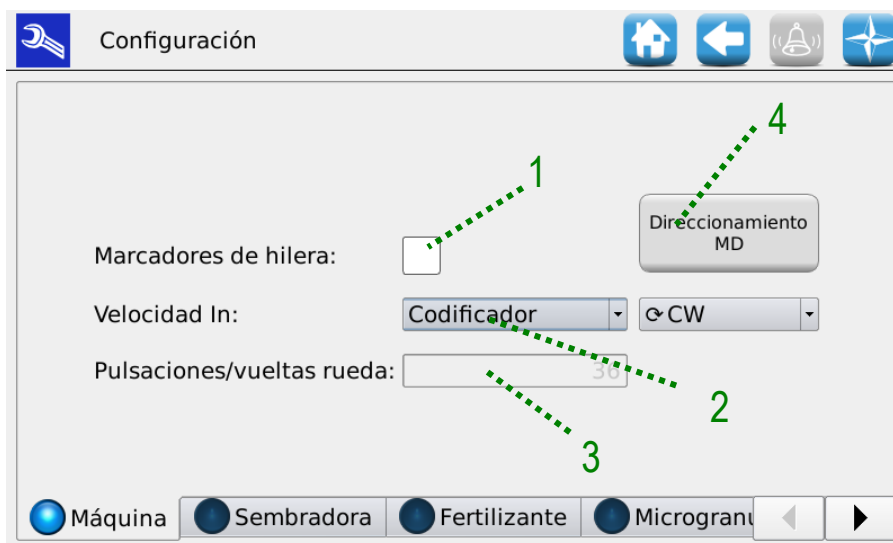 Configuración
4
1
Direccionamiento
MD
Marcadores de hilera:
Velocidad In: Codificador CW
Pulsaciones/vueltas rueda: 36
2
3
Máquina Sembradora Fertilizante Microgranu